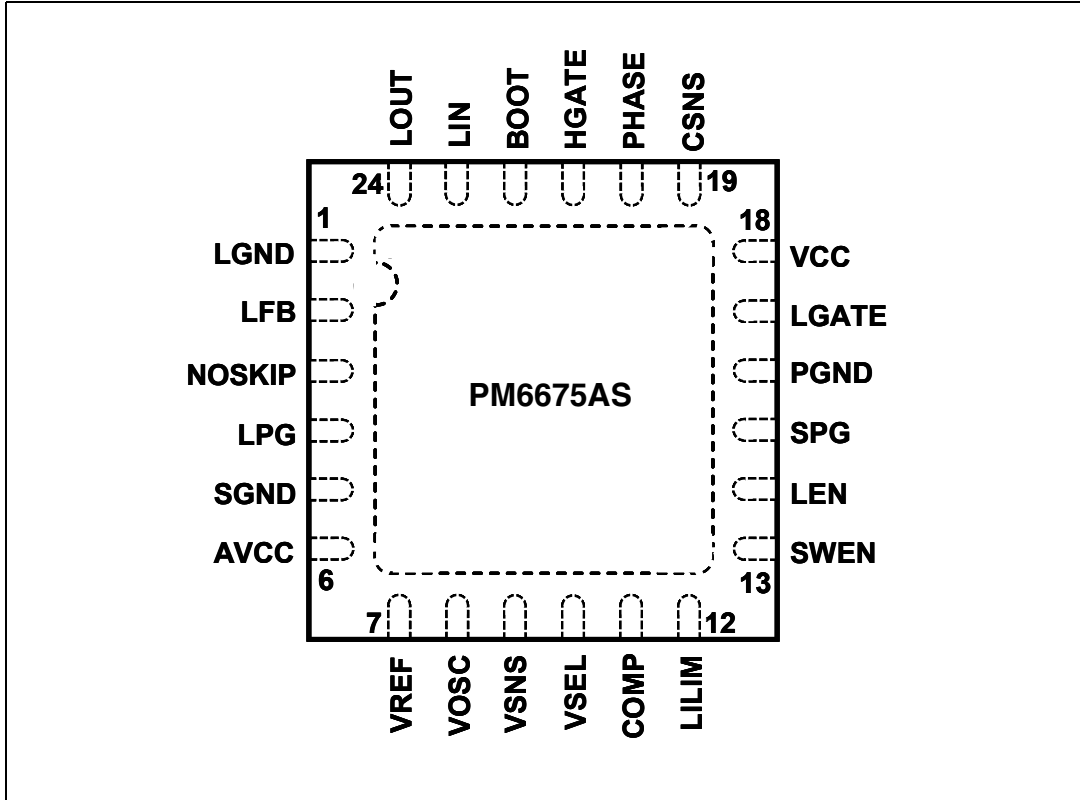 LOUT
LIN
BOOT
HGATE
PHASE
CSNS
24
19
1
18
LGND
VCC
LFB
LGATE
NOSKIP
PGND
PM6675AS
LPG
SPG
SGND
LEN
AVCC
SWEN
6
13
7
12
VREF
VOSC
VSNS
VSEL
COMP
LILIM